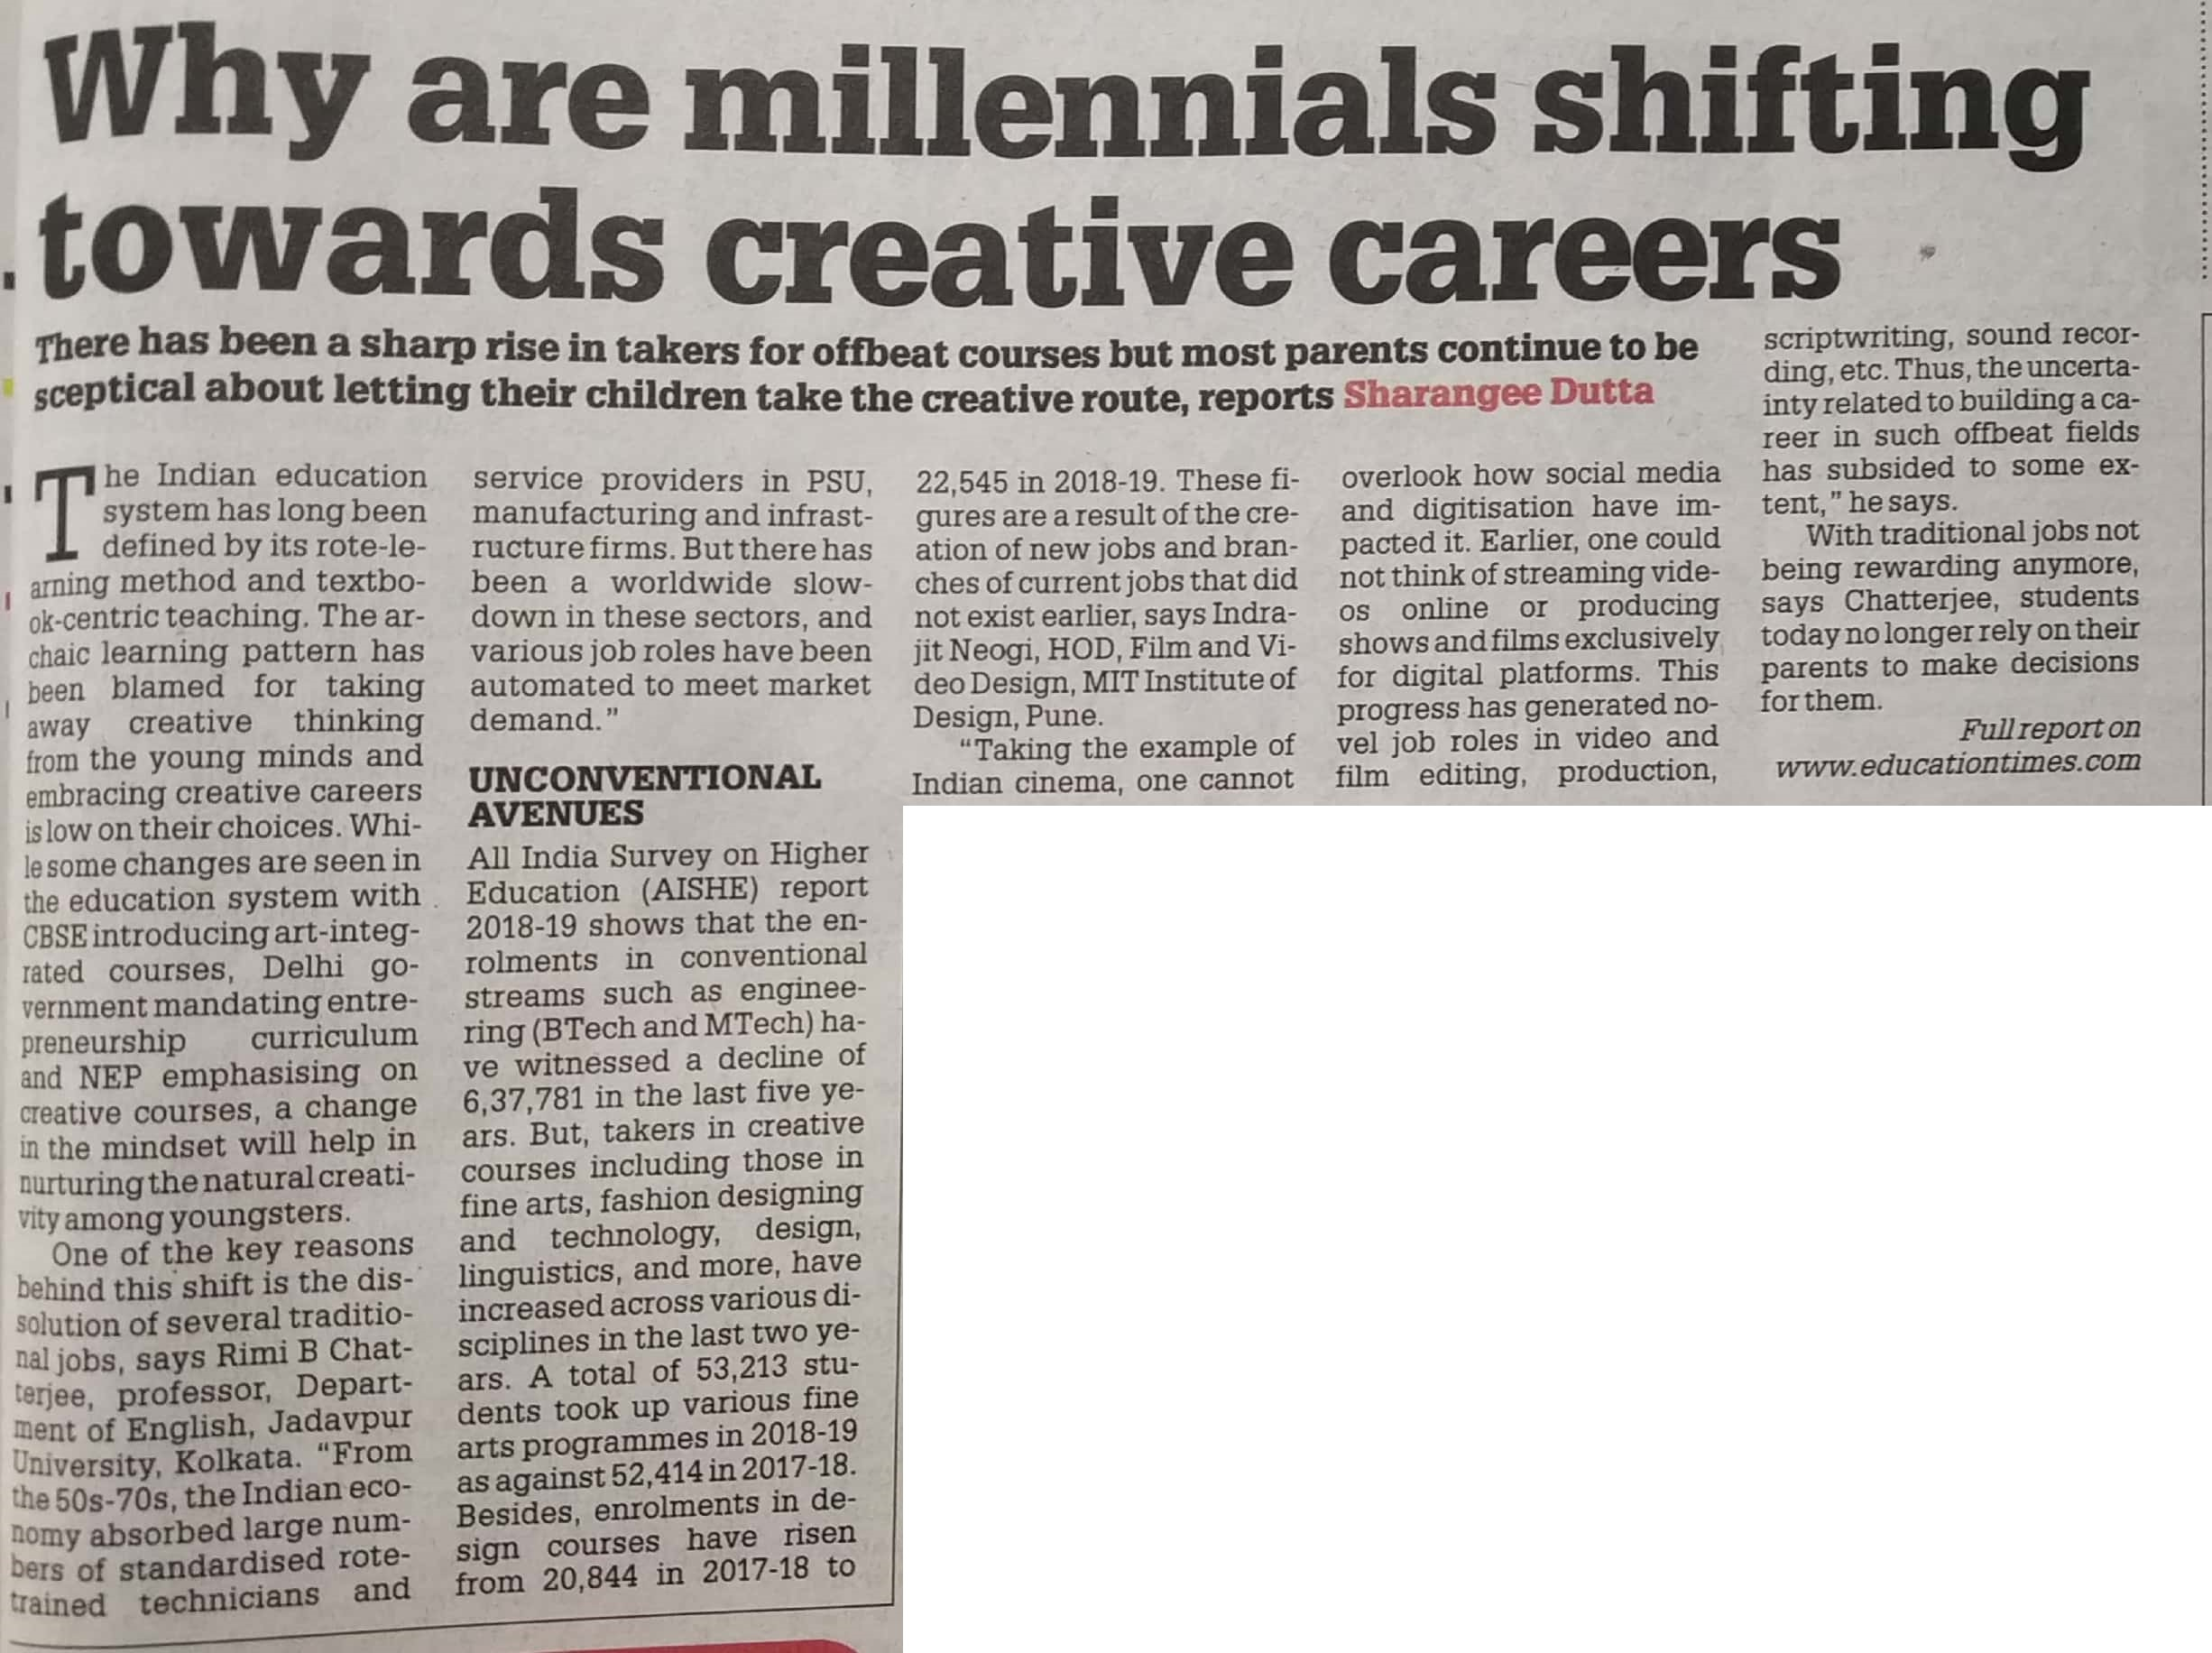 Why are millennials shifting
towards creative careers
There has been a sharp rise in takers for offbeat courses but most parents continue to be
sceptical about letting their children take the creative route, reports Sharangee Dutta
The Indian education
system has long been
defined by its rote-le-
arning method and textbo-
ok-centric teaching. The ar-
chaic learning pattern has
been blamed for taking
away creative thinking
from the young minds and
embracing creative careers
is low on their choices. Whi-
le some changes are seen in
the education system with
CBSE introducing art-integ-
rated courses, Delhi go-
vernment mandating entre-
preneurship curriculum
and NEP emphasising on
creative courses, a change
in the mindset will help in
nurturing the natural creati-
vity among youngsters.
One of the key reasons
behind this shift is the dis-
solution of several traditio-
nal jobs, says Rimi B Chat-
terjee, professor, Depart-
ment of English, Jadavpur
University, Kolkata. “From
the 50s-70s, the Indian eco-
nomy absorbed large num-
bers of standardised rote-
trained technicians and
service providers in PSU,
manufacturing and infrast-
ructure firms. But there has
been a worldwide slow-
down in these sectors, and
various job roles have been
automated to meet market
demand.”
UNCONVENTIONAL
AVENUES
All India Survey on Higher
Education (AISHE) report
2018-19 shows that the en-
rolments in conventional
streams such as enginee-
ring (BTech and MTech) ha-
ve witnessed a decline of
6,37,781 in the last five ye-
ars. But, takers in creative
courses including those in
fine arts, fashion designing
and technology, design,
linguistics, and more, have
increased across various di-
sciplines in the last two ye-
ars. A total of 53,213 stu-
dents took up various fine
arts programmes in 2018-19
as against 52,414 in 2017-18.
Besides, enrolments in de-
sign courses have risen
from 20,844 in 2017-18 to
22,545 in 2018-19. These fi-
gures are a result of the cre-
ation of new jobs and bran-
ches of current jobs that did
not exist earlier, says Indra-
jit Neogi, HOD, Film and Vi-
deo Design, MIT Institute of
Design, Pune.
“Taking the example of
Indian cinema, one cannot
overlook how social media
and digitisation have im-
pacted it. Earlier, one could
not think of streaming vide-
os online or producing
shows and films exclusively
for digital platforms. This
progress has generated no-
vel job roles in video and
film editing, production,
scriptwriting, sound recor-
ding, etc. Thus, the uncerta-
inty related to building a ca-
reer in such offbeat fields
has subsided to some ex-
tent,” he says.
With traditional jobs not
being rewarding anymore,
says Chatterjee, students
today no longer rely on their
parents to make decisions
for them.
Full report on
www.educationtimes.com